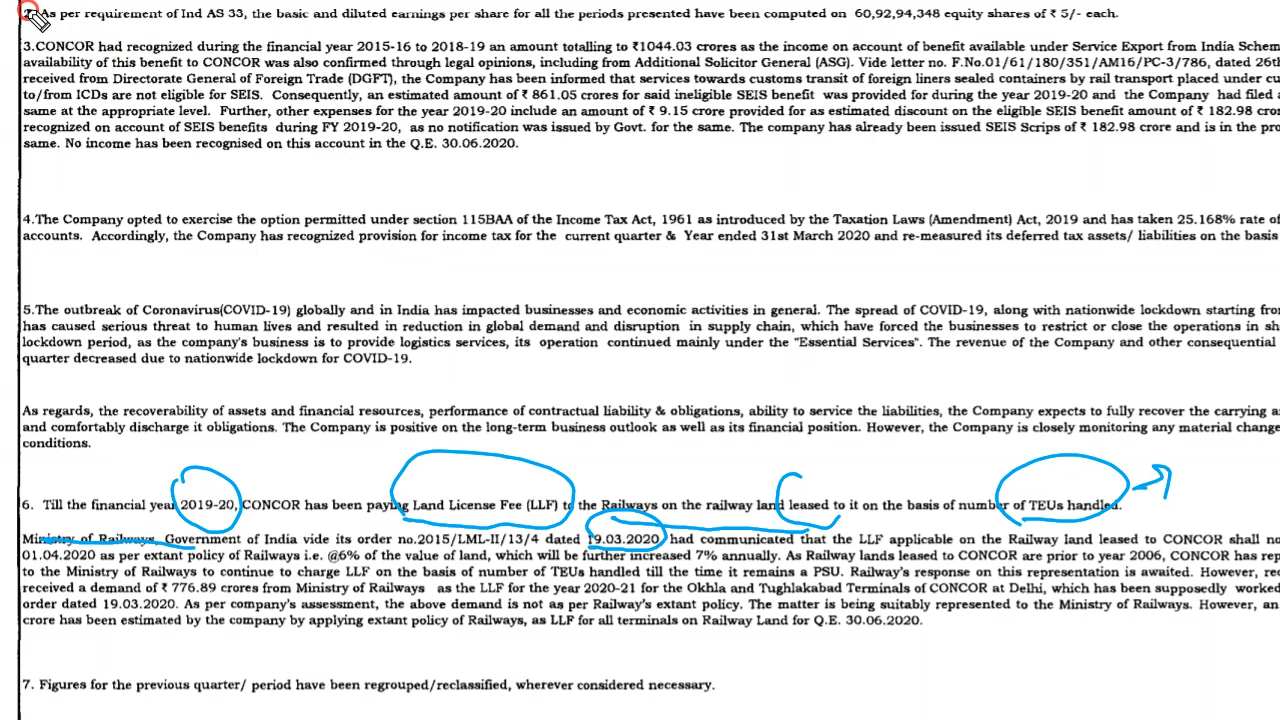 2. As per requirement of Ind AS 33, the basic and diluted earnings per share for all the periods presented have been computed on 60,92,94,348 equity shares of ₹ 5/- each.
3.CONCOR had recognized during the financial year 2015-16 to 2018-19 an amount totalling to ₹1044.03 crores as the income on account of benefit available under Service Export from India Schem
availability of this benefit to CONCOR was also confirmed through legal opinions, including from Additional Solicitor General (ASG). Vide letter no. F.No.01/61/180/351/AM16/PC-3/786, dated 26th
received from Directorate General of Foreign Trade (DGFT), the Company has been informed that services towards customs transit of foreign liners sealed containers by rail transport placed under cu
to/from ICDs are not eligible for SEIS. Consequently, an estimated amount of ₹ 861.05 crores for said ineligible SEIS benefit was provided for during the year 2019-20 and the Company had filed a
same at the appropriate level. Further, other expenses for the year 2019-20 include an amount of ₹ 9.15 crore provided for as estimated discount on the eligible SEIS benefit amount of ₹ 182.98 cror
recognized on account of SEIS benefits during FY 2019-20, as no notification was issued by Govt. for the same. The company has already been issued SEIS Scrips of ₹ 182.98 crore and is in the pro
same. No income has been recognised on this account in the Q.E. 30.06.2020.
4.The Company opted to exercise the option permitted under section 115BAA of the Income Tax Act, 1961 as introduced by the Taxation Laws (Amendment) Act, 2019 and has taken 25.168% rate of
accounts. Accordingly, the Company has recognized provision for income tax for the current quarter & Year ended 31st March 2020 and re-measured its deferred tax assets/ liabilities on the basis
5.The outbreak of Coronavirus(COVID-19) globally and in India has impacted businesses and economic activities in general. The spread of COVID-19, along with nationwide lockdown starting fro
has caused serious threat to human lives and resulted in reduction in global demand and disruption in supply chain, which have forced the businesses to restrict or close the operations in sh
lockdown period, as the company's business is to provide logistics services, its operation continued mainly under the "Essential Services". The revenue of the Company and other consequential
quarter decreased due to nationwide lockdown for COVID-19.
As regards, the recoverability of assets and financial resources, performance of contractual liability & obligations, ability to service the liabilities, the Company expects to fully recover the carrying a
and comfortably discharge it obligations. The Company is positive on the long-term business outlook as well as its financial position. However, the Company is closely monitoring any material change
conditions.
6. Till the financial year 2019-20, CONCOR has been paying Land License Fee (LLF) to the Railways on the railway land leased to it on the basis of number of TEUs handled.
Ministry of Railways, Government of India vide its order no.2015/LML-II/13/4 dated 19.03.2020 had communicated that the LLF applicable on the Railway land leased to CONCOR shall no
01.04.2020 as per extant policy of Railways i.e. @6% of the value of land, which will be further increased 7% annually. As Railway lands leased to CONCOR are prior to year 2006, CONCOR has rep
to the Ministry of Railways to continue to charge LLF on the basis of number of TEUs handled till the time it remains a PSU. Railway's response on this representation is awaited. However, rec
received a demand of ₹ 776.89 crores from Ministry of Railways as the LLF for the year 2020-21 for the Okhla and Tughlakabad Terminals of CONCOR at Delhi, which has been supposedly worked
order dated 19.03.2020. As per company's assessment, the above demand is not as per Railway's extant policy. The matter is being suitably represented to the Ministry of Railways. However, an
crore has been estimated by the company by applying extant policy of Railways, as LLF for all terminals on Railway Land for Q.E. 30.06.2020.
7. Figures for the previous quarter/ period have been regrouped/reclassified, wherever considered necessary.